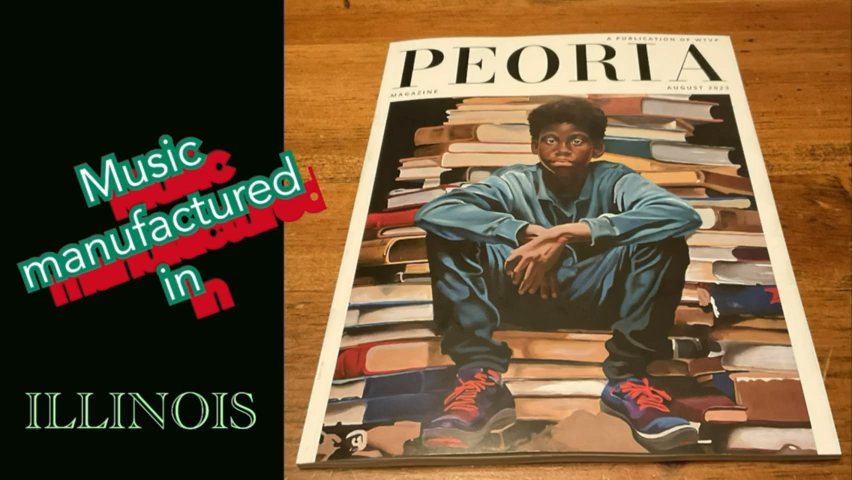 Music
manufactured
in
ILLINOIS
A PUBLICATION OF WTVP
PEORIA
MAGAZINE
AUGUST 2023